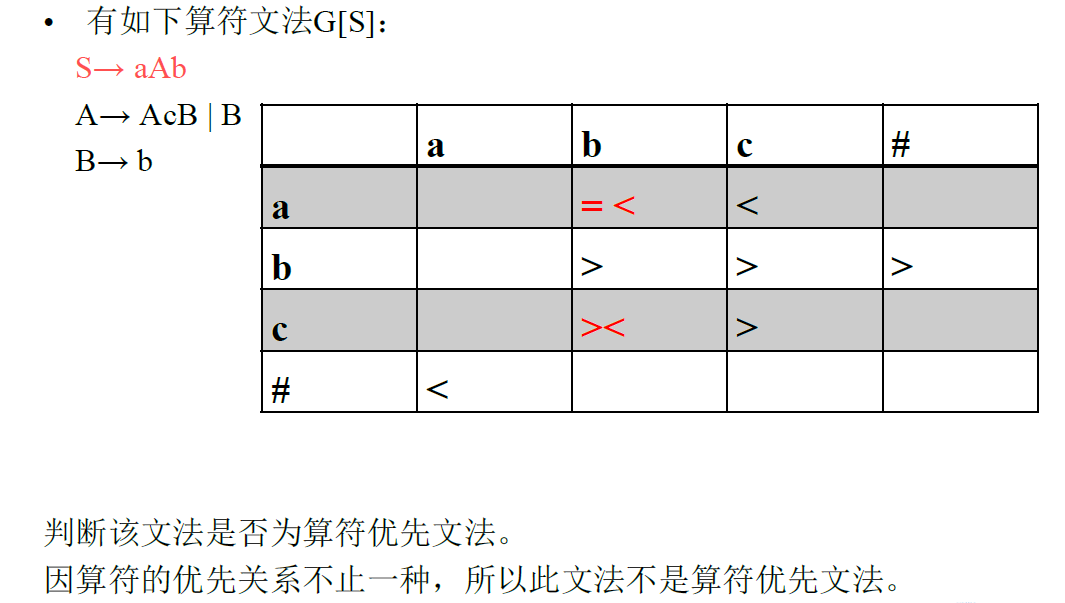 • 有如下算符文法G[S]：
S→ aAb
A→ AcB | B
B→ b
a b c #
a = < <
b > > >
c >< >
# <
判断该文法是否为算符优先文法。
因算符的优先关系不止一种，所以此文法不是算符优先文法。